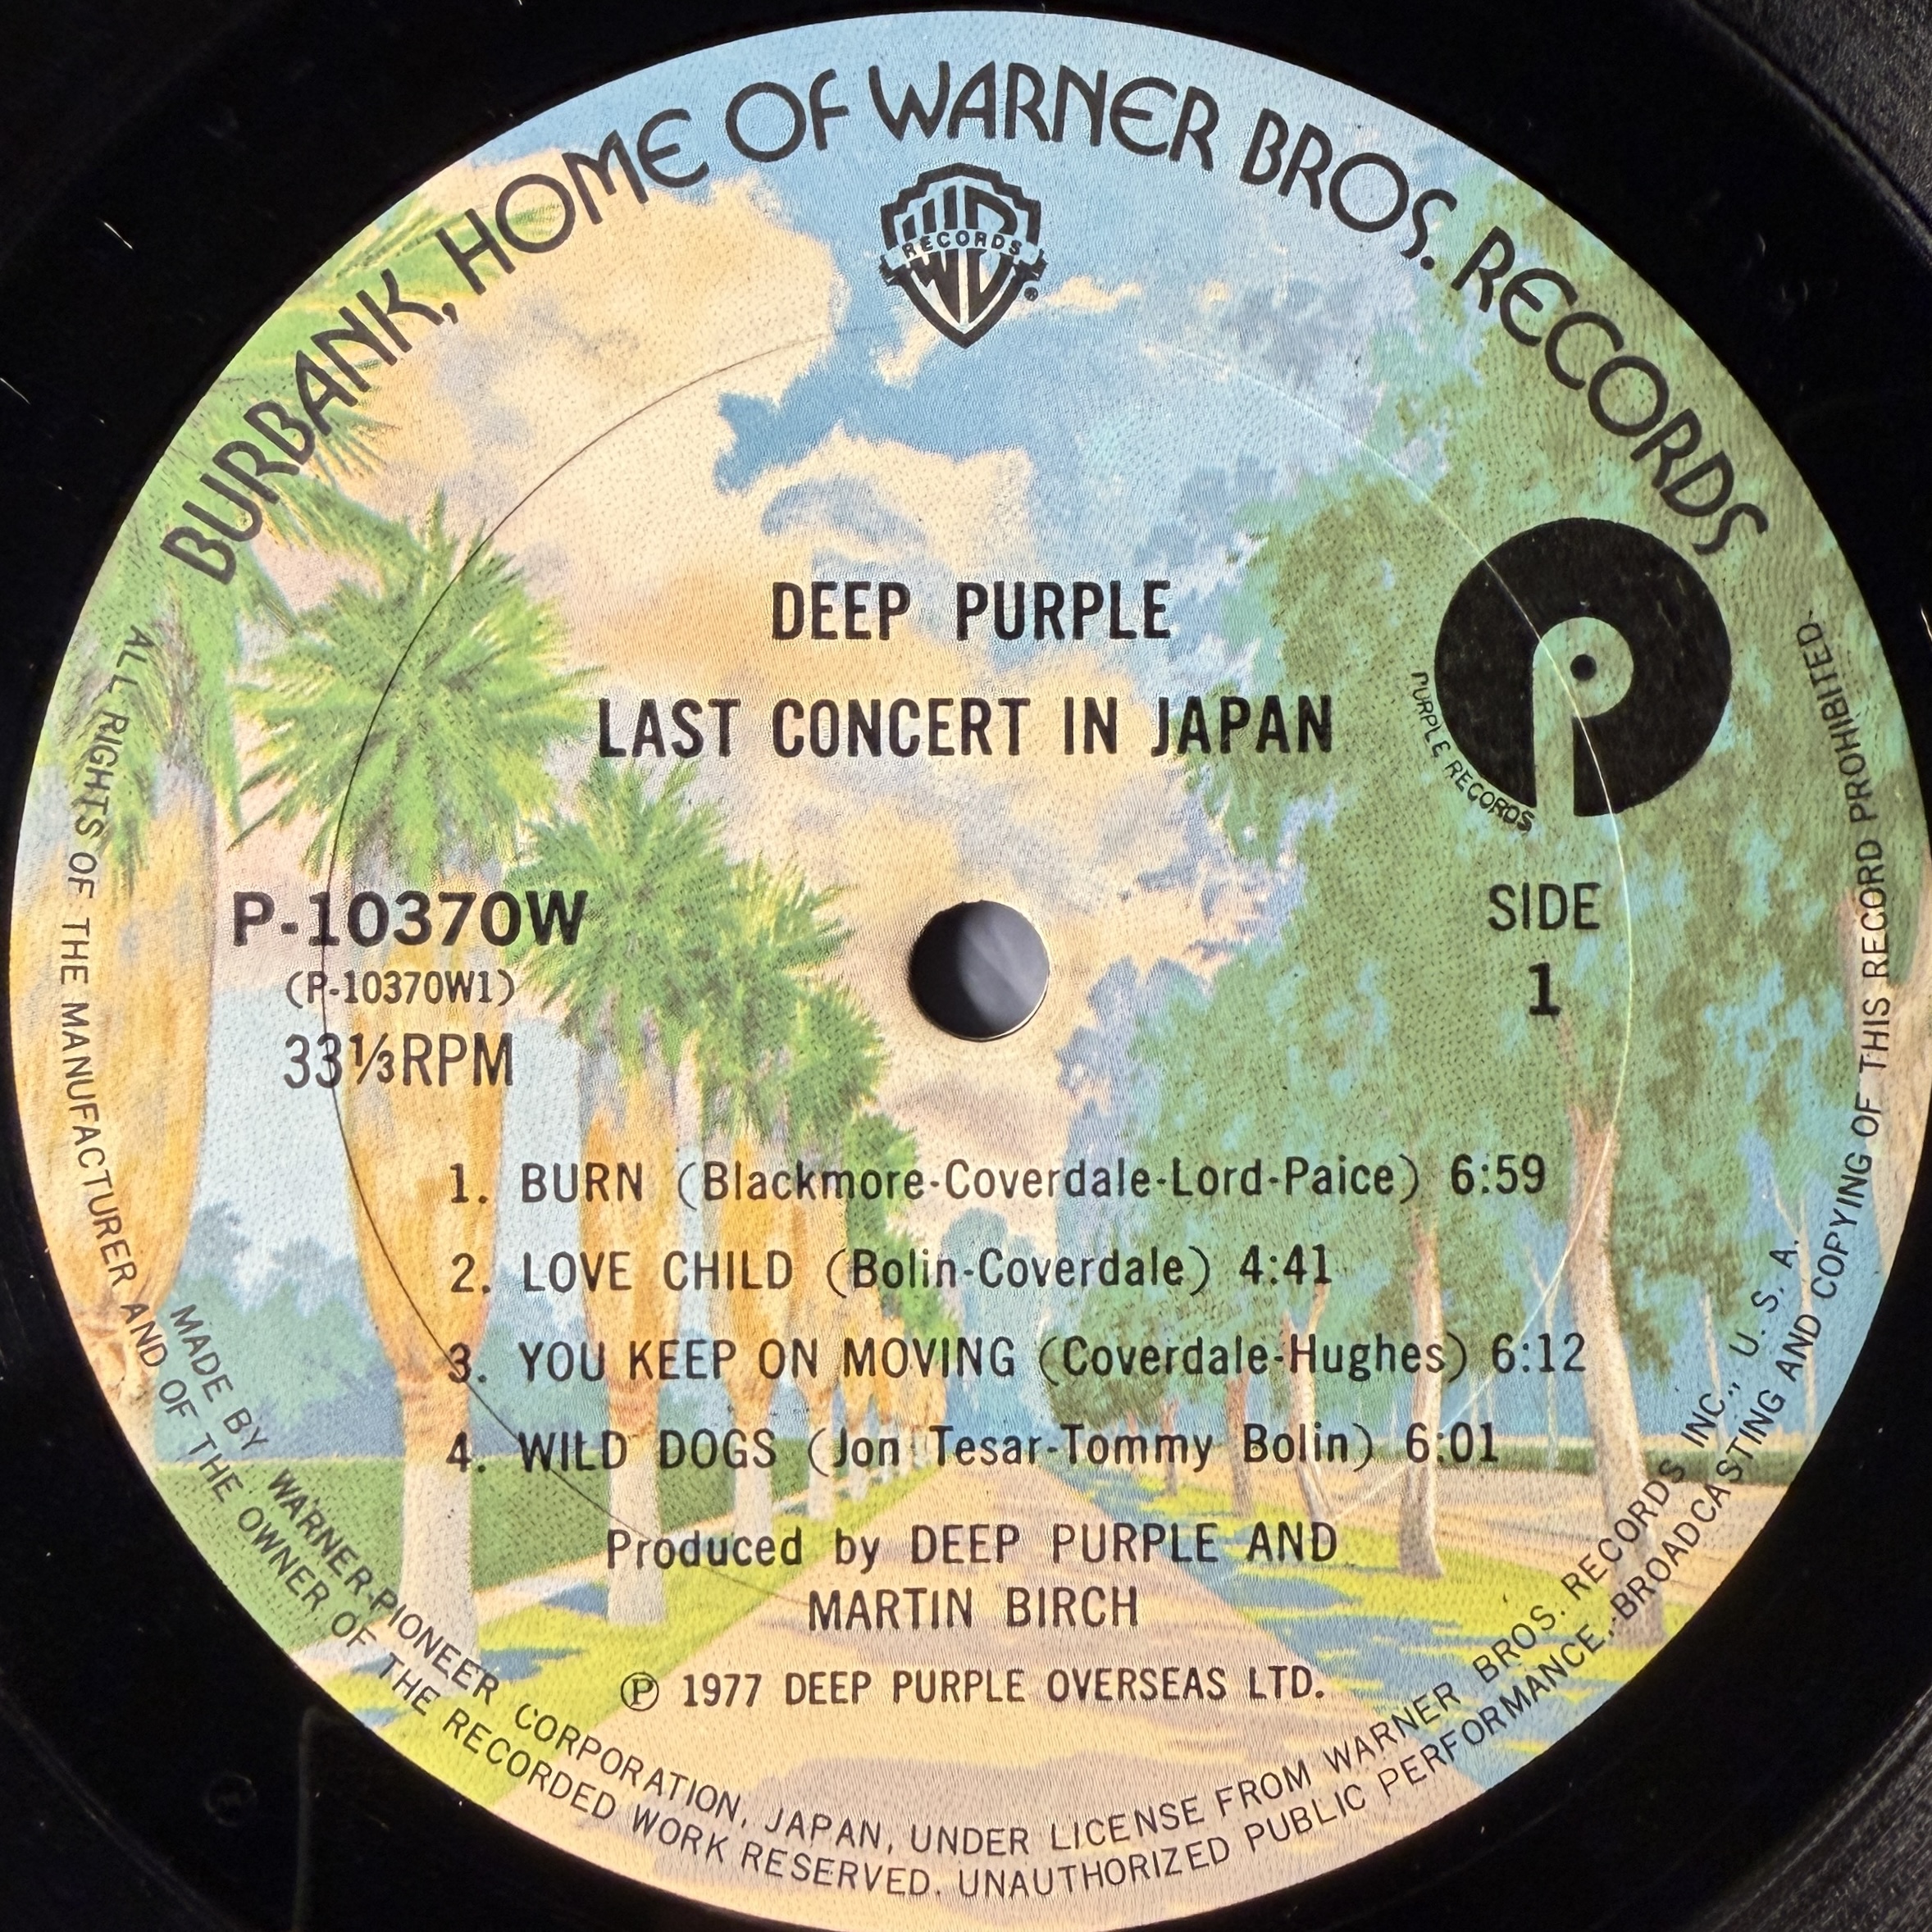 BURBANK, HOME OF WARNER BROS. RECORDS
WB
RECORDS
®
DEEP PURPLE
LAST CONCERT IN JAPAN
PURPLE RECORDS
P-10370W
(P-10370W1)
33⅓RPM
SIDE
1
1. BURN (Blackmore-Coverdale-Lord-Paice) 6:59
2. LOVE CHILD (Bolin-Coverdale) 4:41
3. YOU KEEP ON MOVING (Coverdale-Hughes) 6:12
4. WILD DOGS (Jon Tesar-Tommy Bolin) 6:01
Produced by DEEP PURPLE AND
MARTIN BIRCH
Ⓟ 1977 DEEP PURPLE OVERSEAS LTD.
MADE BY WARNER-PIONEER CORPORATION, JAPAN, UNDER LICENSE FROM WARNER BROS. RECORDS INC., U. S. A.
ALL RIGHTS OF THE MANUFACTURER AND OF THE OWNER OF THE RECORDED WORK RESERVED. UNAUTHORIZED PUBLIC PERFORMANCE, BROADCASTING AND COPYING OF THIS RECORD PROHIBITED.